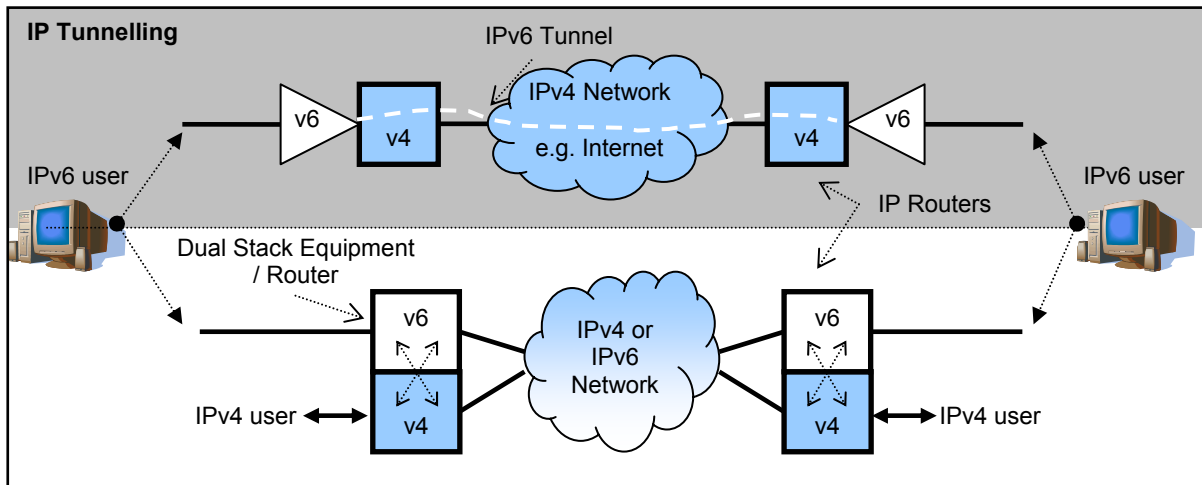 IP Tunnelling
IPv6 Tunnel
IPv4 Network
e.g. Internet
v6
v4
v4
v6
IPv6 user
IPv6 user
IP Routers
Dual Stack Equipment
/ Router
v6
v4
IPv4 or
IPv6
Network
v6
v4
IPv4 user
IPv4 user